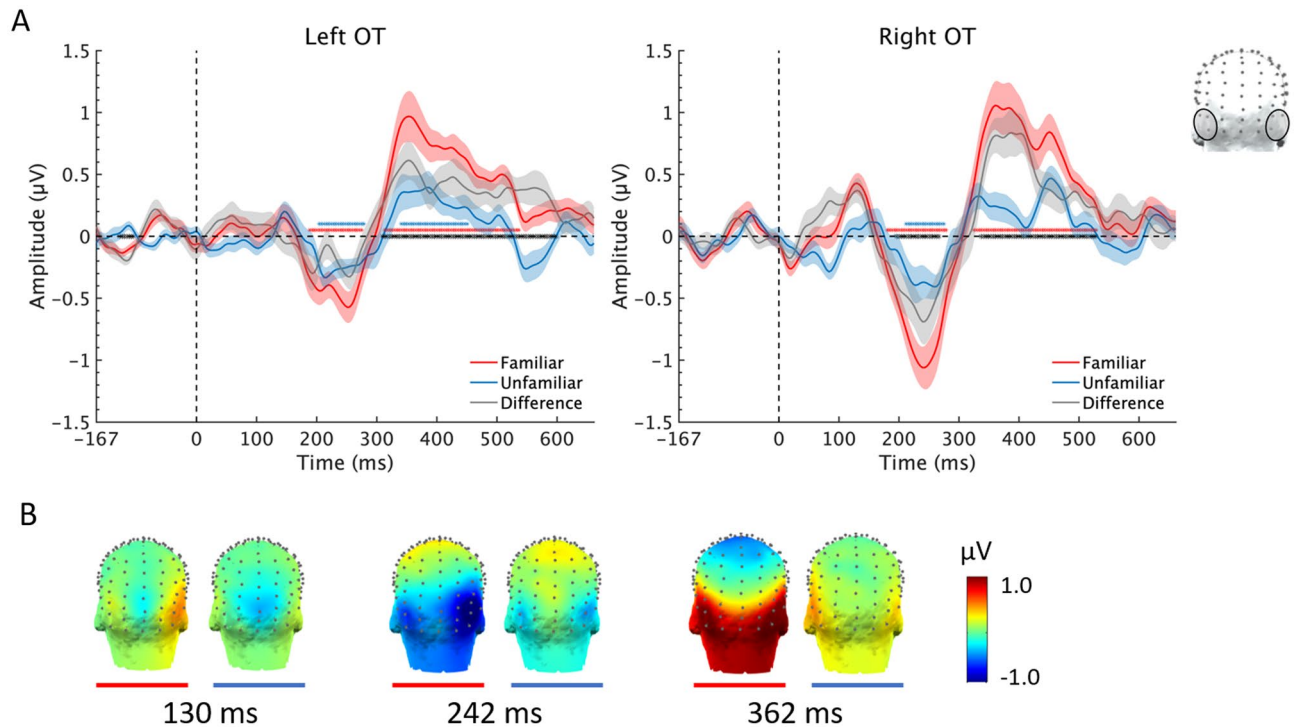 A
Left OT
Right OT
1.5
1
0.5
0
-0.5
-1
-1.5
Amplitude (μV)
Familiar
Unfamiliar
Difference
-167 0 100 200 300 400 500 600
Time (ms)
1.5
1
0.5
0
-0.5
-1
-1.5
Amplitude (μV)
Familiar
Unfamiliar
Difference
-167 0 100 200 300 400 500 600
Time (ms)
B
μV
1.0
-1.0
130 ms
242 ms
362 ms